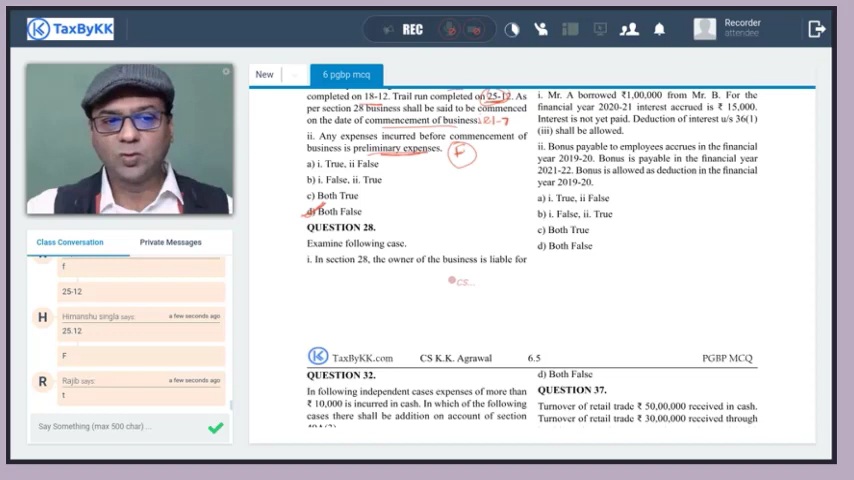 TaxByKK
REC
Recorder
attendee
New
6 pgbp mcq
completed on 18-12. Trail run completed on 25-12. As
per section 28 business shall be said to be commenced
on the date of commencement of business.
ii. Any expenses incurred before commencement of
business is preliminary expenses.
F
a) i. True, ii False
b) i. False, ii. True
c) Both True
d) Both False
QUESTION 28.
Examine following case.
i. In section 28, the owner of the business is liable for
CS...
i. Mr. A borrowed ₹1,00,000 from Mr. B. For the
financial year 2020-21 interest accrued is ₹ 15,000.
Interest is not yet paid. Deduction of interest u/s 36(1)
(iii) shall be allowed.
ii. Bonus payable to employees accrues in the financial
year 2019-20. Bonus is payable in the financial year
2021-22. Bonus is allowed as deduction in the financial
year 2019-20.
a) i. True, ii False
b) i. False, ii. True
c) Both True
d) Both False
TaxByKK.com CS K.K. Agrawal 6.5 PGBP MCQ
QUESTION 32.
In following independent cases expenses of more than
₹ 10,000 is incurred in cash. In which of the following
cases there shall be addition on account of section
d) Both False
QUESTION 37.
Turnover of retail trade ₹ 50,00,000 received in cash.
Turnover of retail trade ₹ 30,00,000 received through
Class Conversation Private Messages
f
25-12
H
Himanshu singla says: a few seconds ago
25.12
F
R
Rajib says: a few seconds ago
t
Say Something (max 500 char) ...